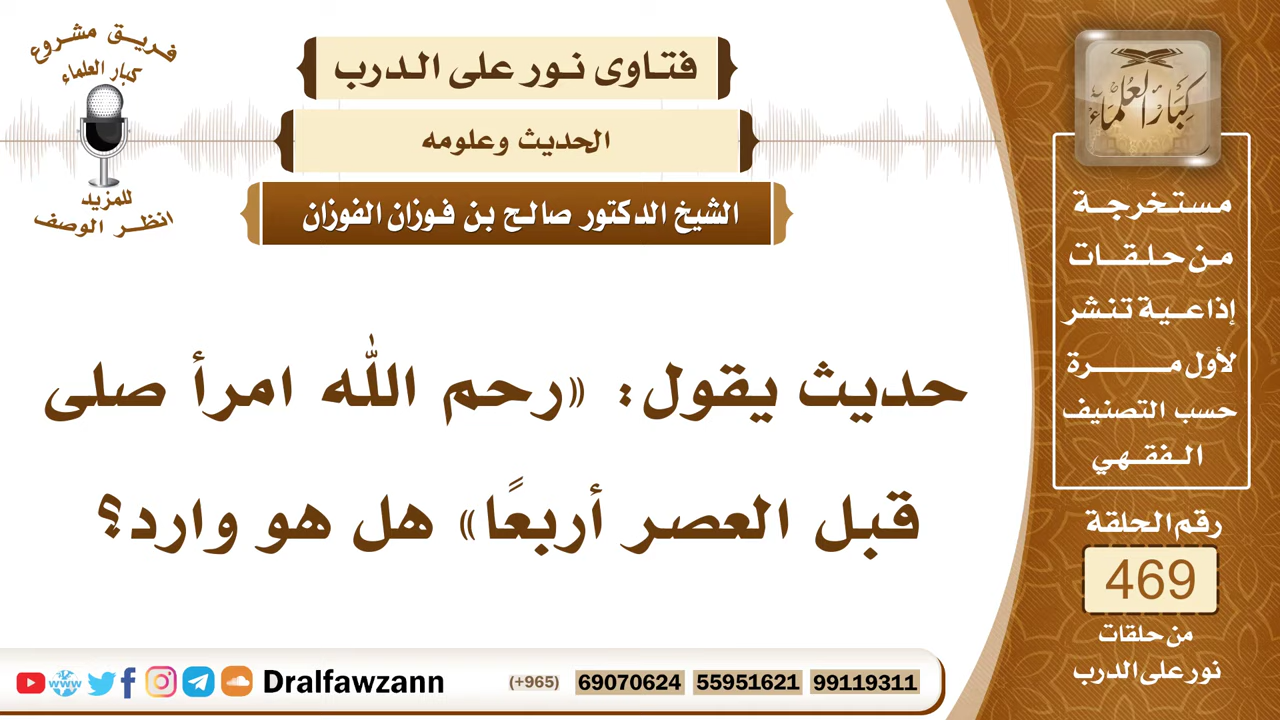 فريق مشروع
كبار العلماء
للمزيد
انظر الوصف
فتاوى نور على الدرب
الحديث وعلومه
الشيخ الدكتور صالح بن فوزان الفوزان
حديث يقول: «رحم الله امرأ صلى
قبل العصر أربعًا» هل هو وارد؟
كبار العلماء
مستخرجة
من حلقات
إذاعية تنشر
لأول مرة
حسب التصنيف
الفقهي
رقم الحلقة
469
من حلقات
نور على الدرب
www
Dralfawzann
(+965) 69070624 55951621 99119311